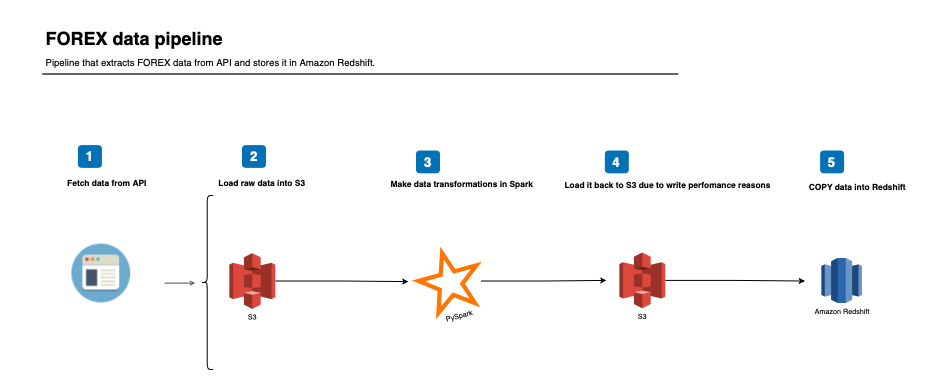 FOREX data pipeline
Pipeline that extracts FOREX data from API and stores it in Amazon Redshift.
1
2
3
4
5
Fetch data from API
Load raw data into S3
Make data transformations in Spark
Load it back to S3 due to write perfomance reasons
COPY data into Redshift
S3
PySpark
S3
Amazon Redshift